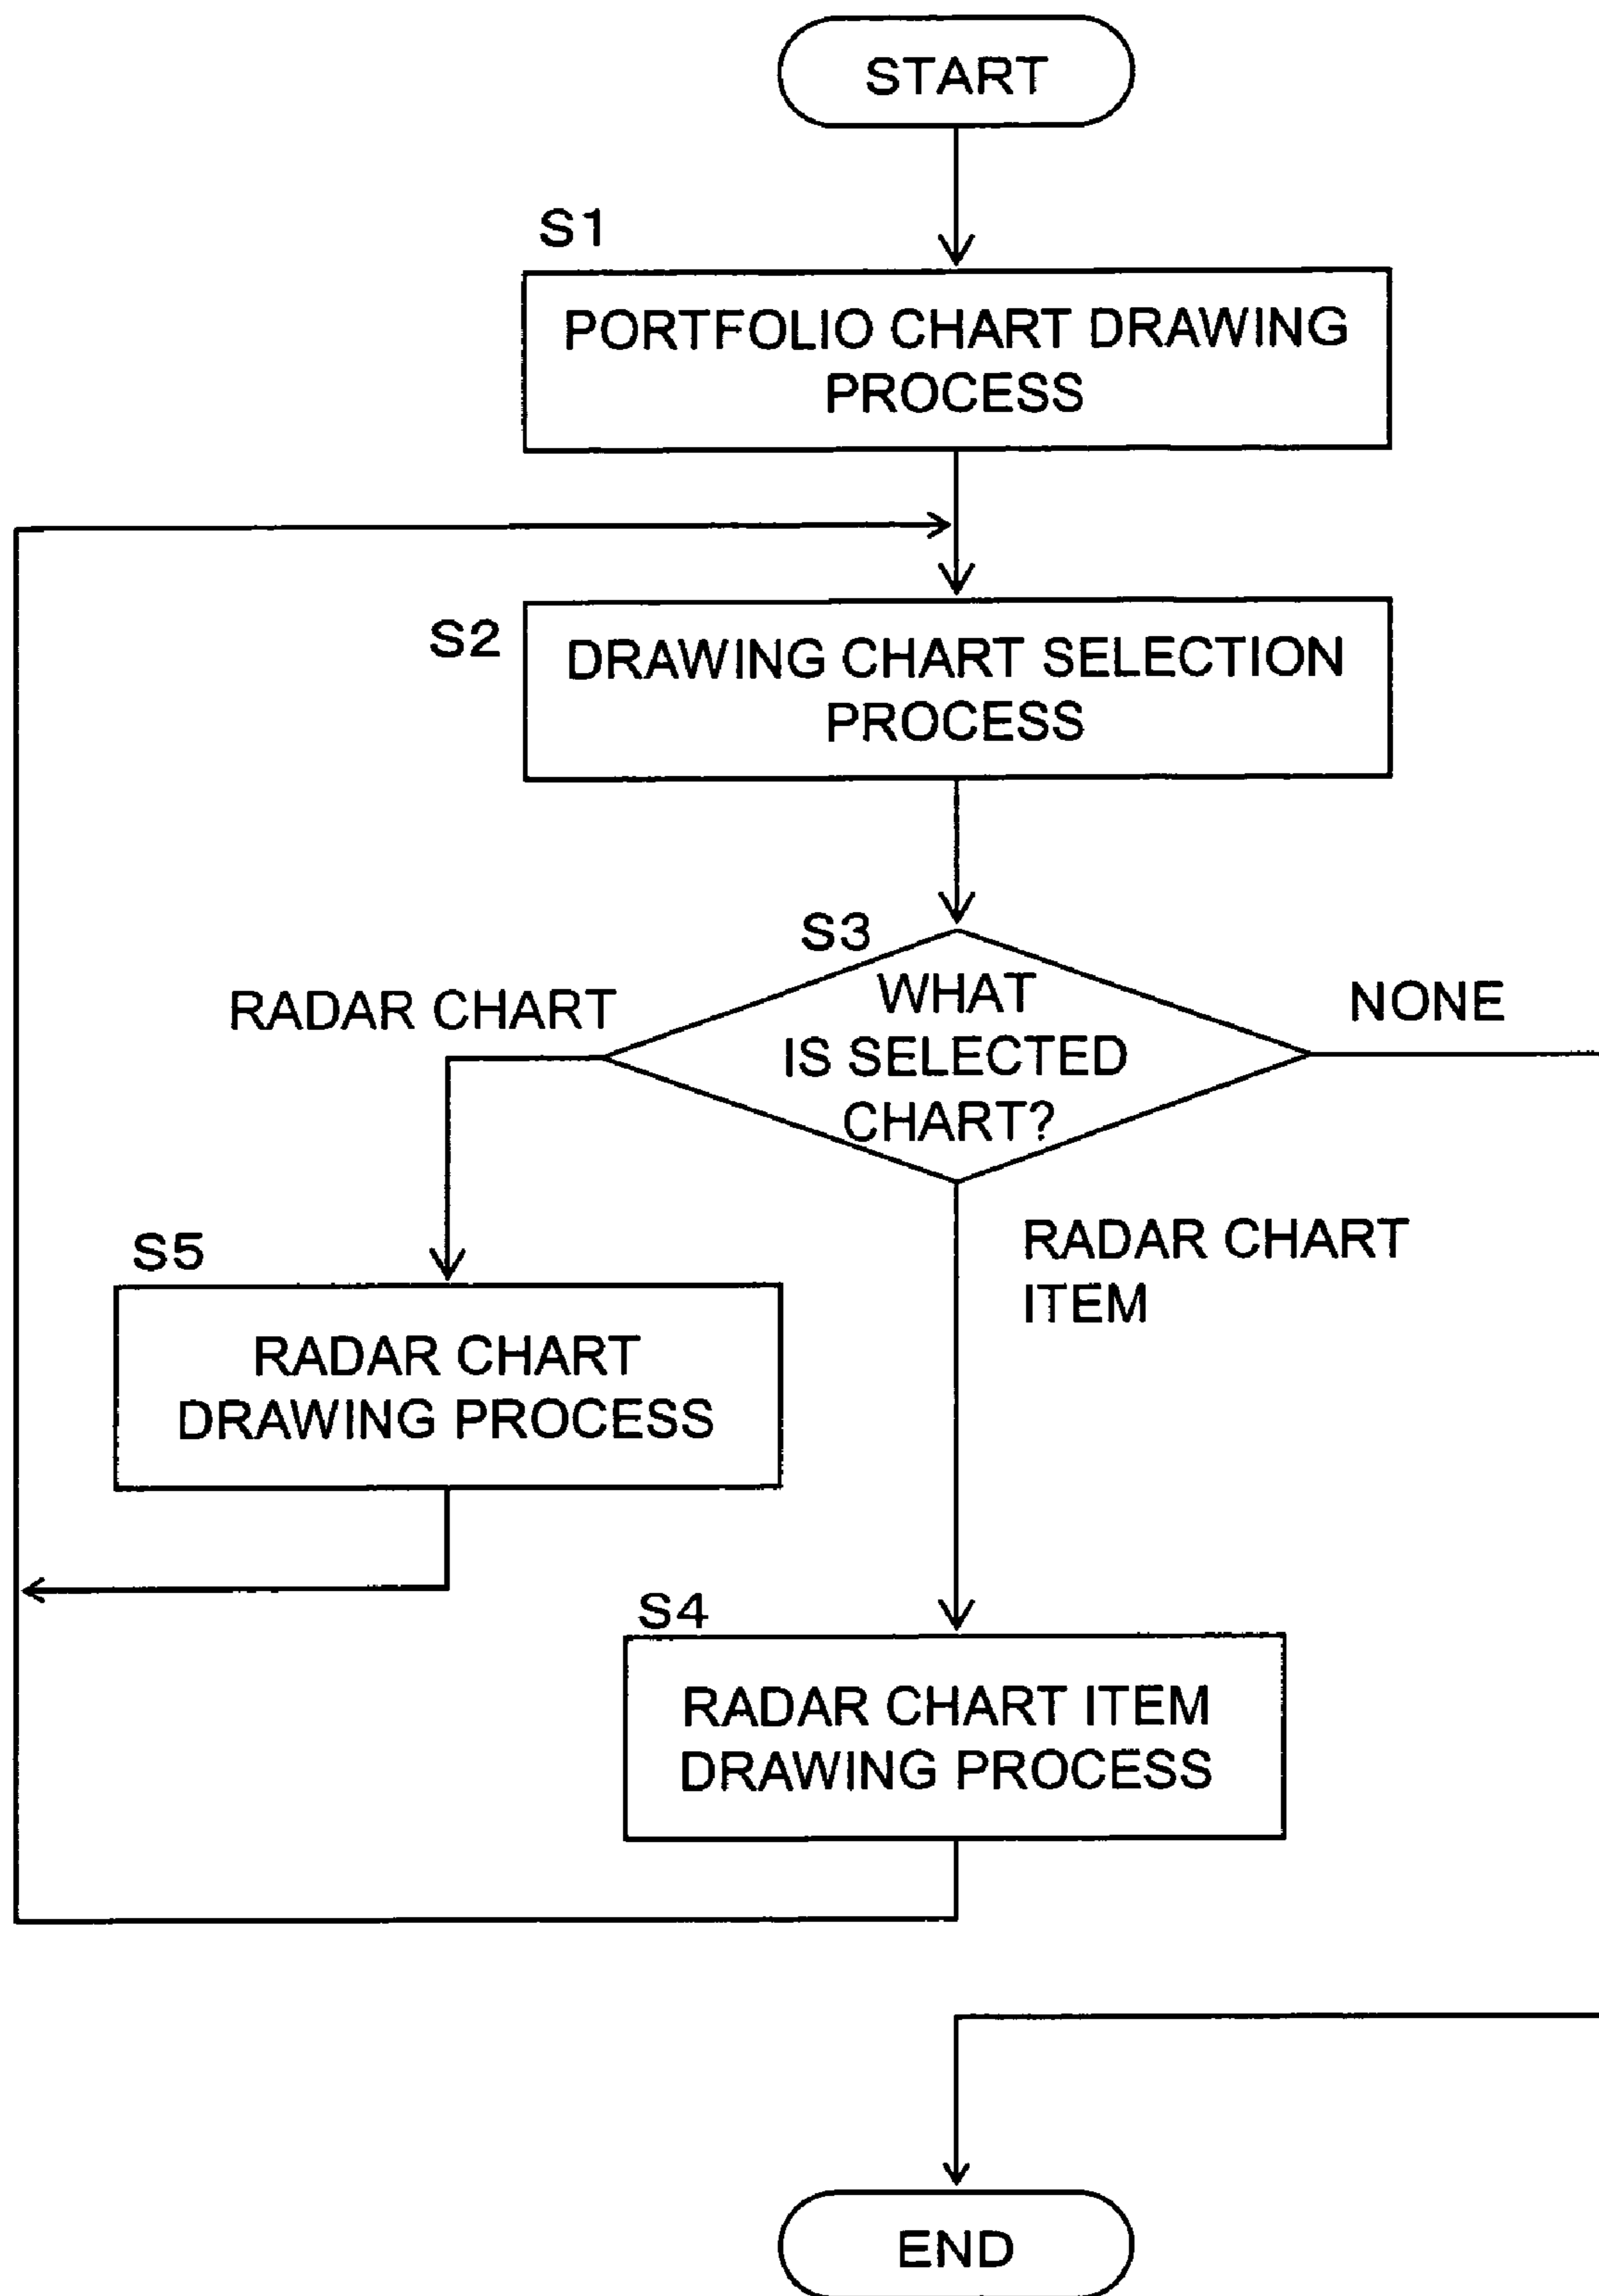 START
S1
PORTFOLIO CHART DRAWING
PROCESS
S2
DRAWING CHART SELECTION
PROCESS
S3
WHAT
IS SELECTED
CHART?
RADAR CHART
NONE
RADAR CHART
ITEM
S5
RADAR CHART
DRAWING PROCESS
S4
RADAR CHART ITEM
DRAWING PROCESS
END